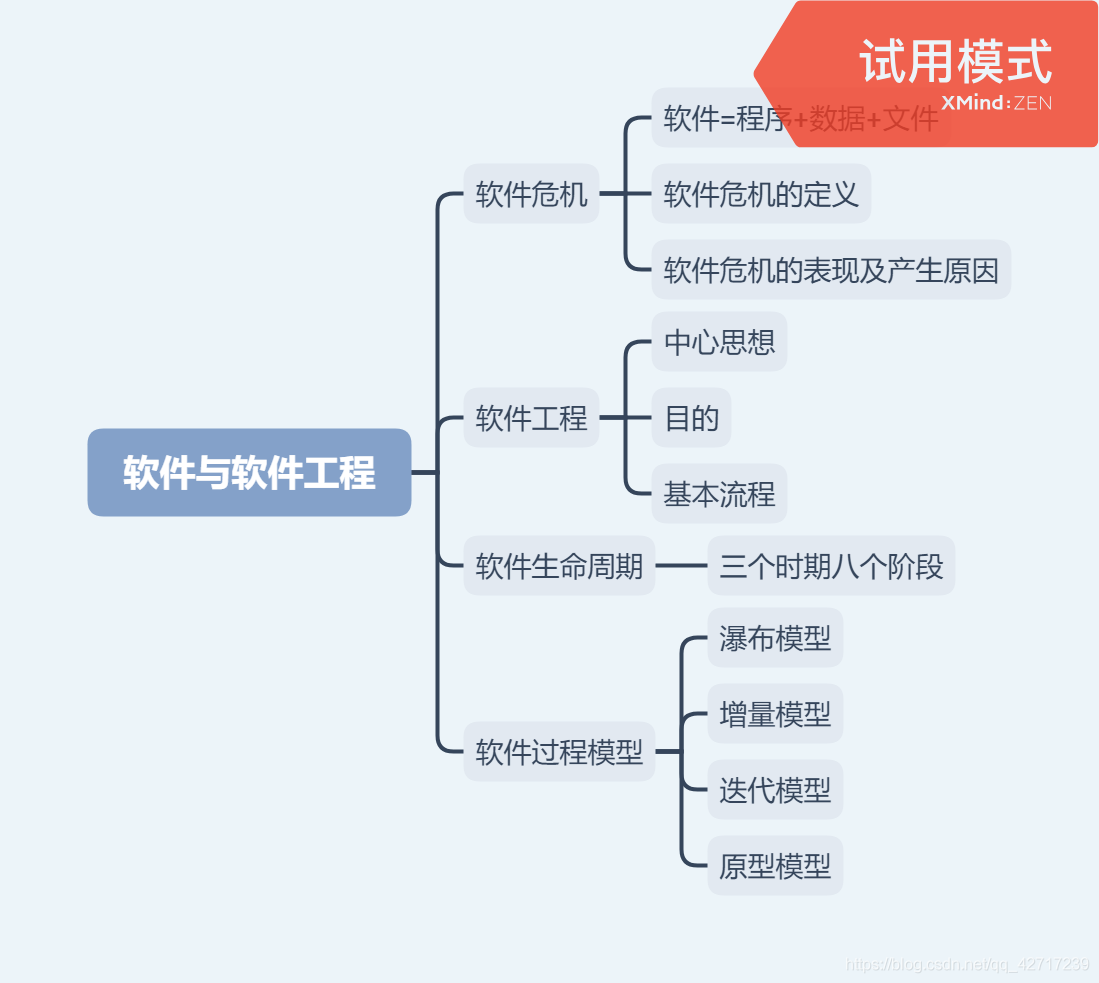 试用模式
XMind:ZEN
软件=程序+数据+文件
软件危机
软件危机的定义
软件危机的表现及产生原因
中心思想
软件工程
目的
软件与软件工程
基本流程
软件生命周期
三个时期八个阶段
瀑布模型
增量模型
软件过程模型
迭代模型
原型模型
https://blog.csdn.net/qq_42717239